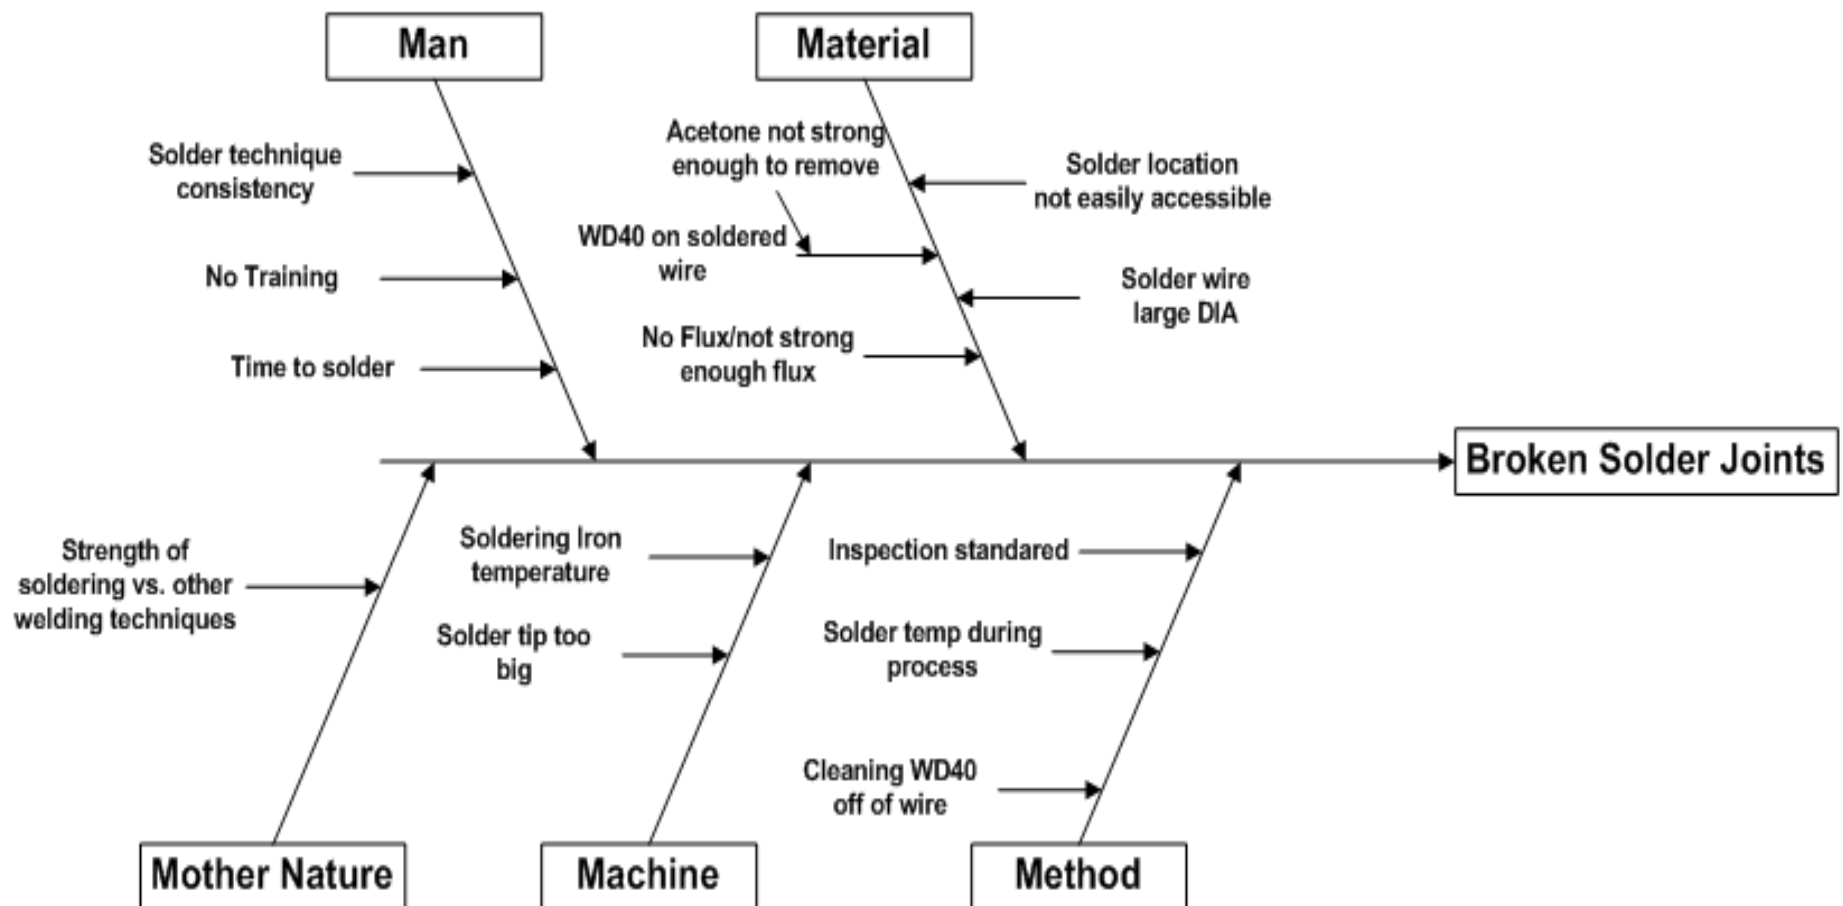 Man
Material
Solder technique
consistency
No Training
Time to solder
Acetone not strong
enough to remove
WD40 on soldered
wire
No Flux/not strong
enough flux
Solder location
not easily accessible
Solder wire
large DIA
Broken Solder Joints
Strength of
soldering vs. other
welding techniques
Soldering Iron
temperature
Solder tip too
big
Inspection standared
Solder temp during
process
Cleaning WD40
off of wire
Mother Nature
Machine
Method